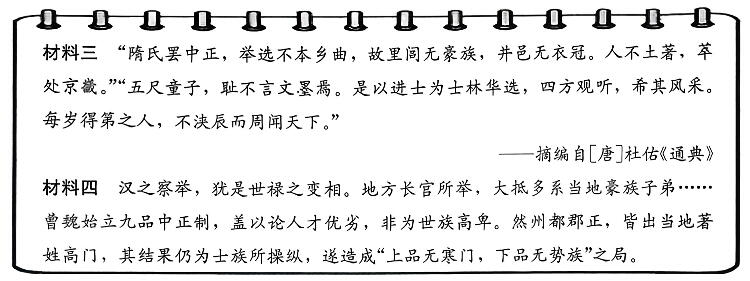 材料三 “隋氏罢中正，举选不本乡曲，故里闾无豪族，井邑无衣冠。人不土著，萃
处京畿。”“五尺童子，耻不言文墨焉。是以进士为士林华选，四方观听，希其风采。
每岁得第之人，不浃辰而周闻天下。”
——摘编自[唐]杜佑《通典》
材料四 汉之察举，犹是世禄之变相。地方长官所举，大抵多系当地豪族子弟……
曹魏始立九品中正制，盖以论人才优劣，非为世族高卑。然州都郡正，皆出当地著
姓高门，其结果仍为士族所操纵，遂造成“上品无寒门，下品无势族”之局。